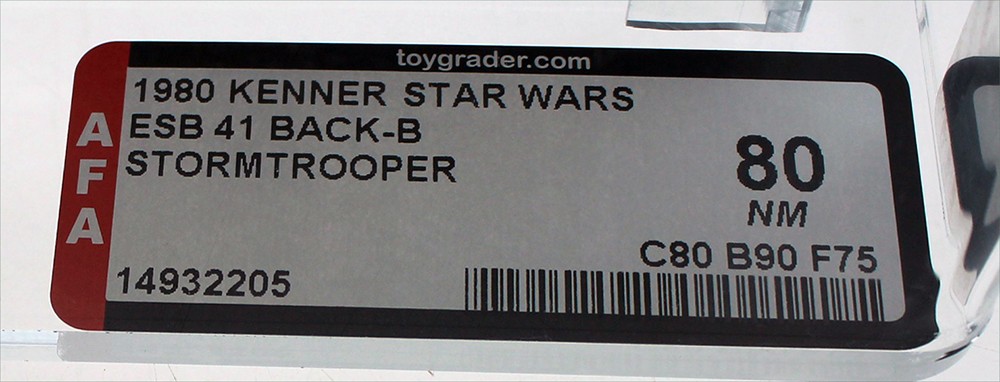 toygrader.com
AFA
1980 KENNER STAR WARS
ESB 41 BACK-B
STORMTROOPER
80
NM
C80 B90 F75
14932205